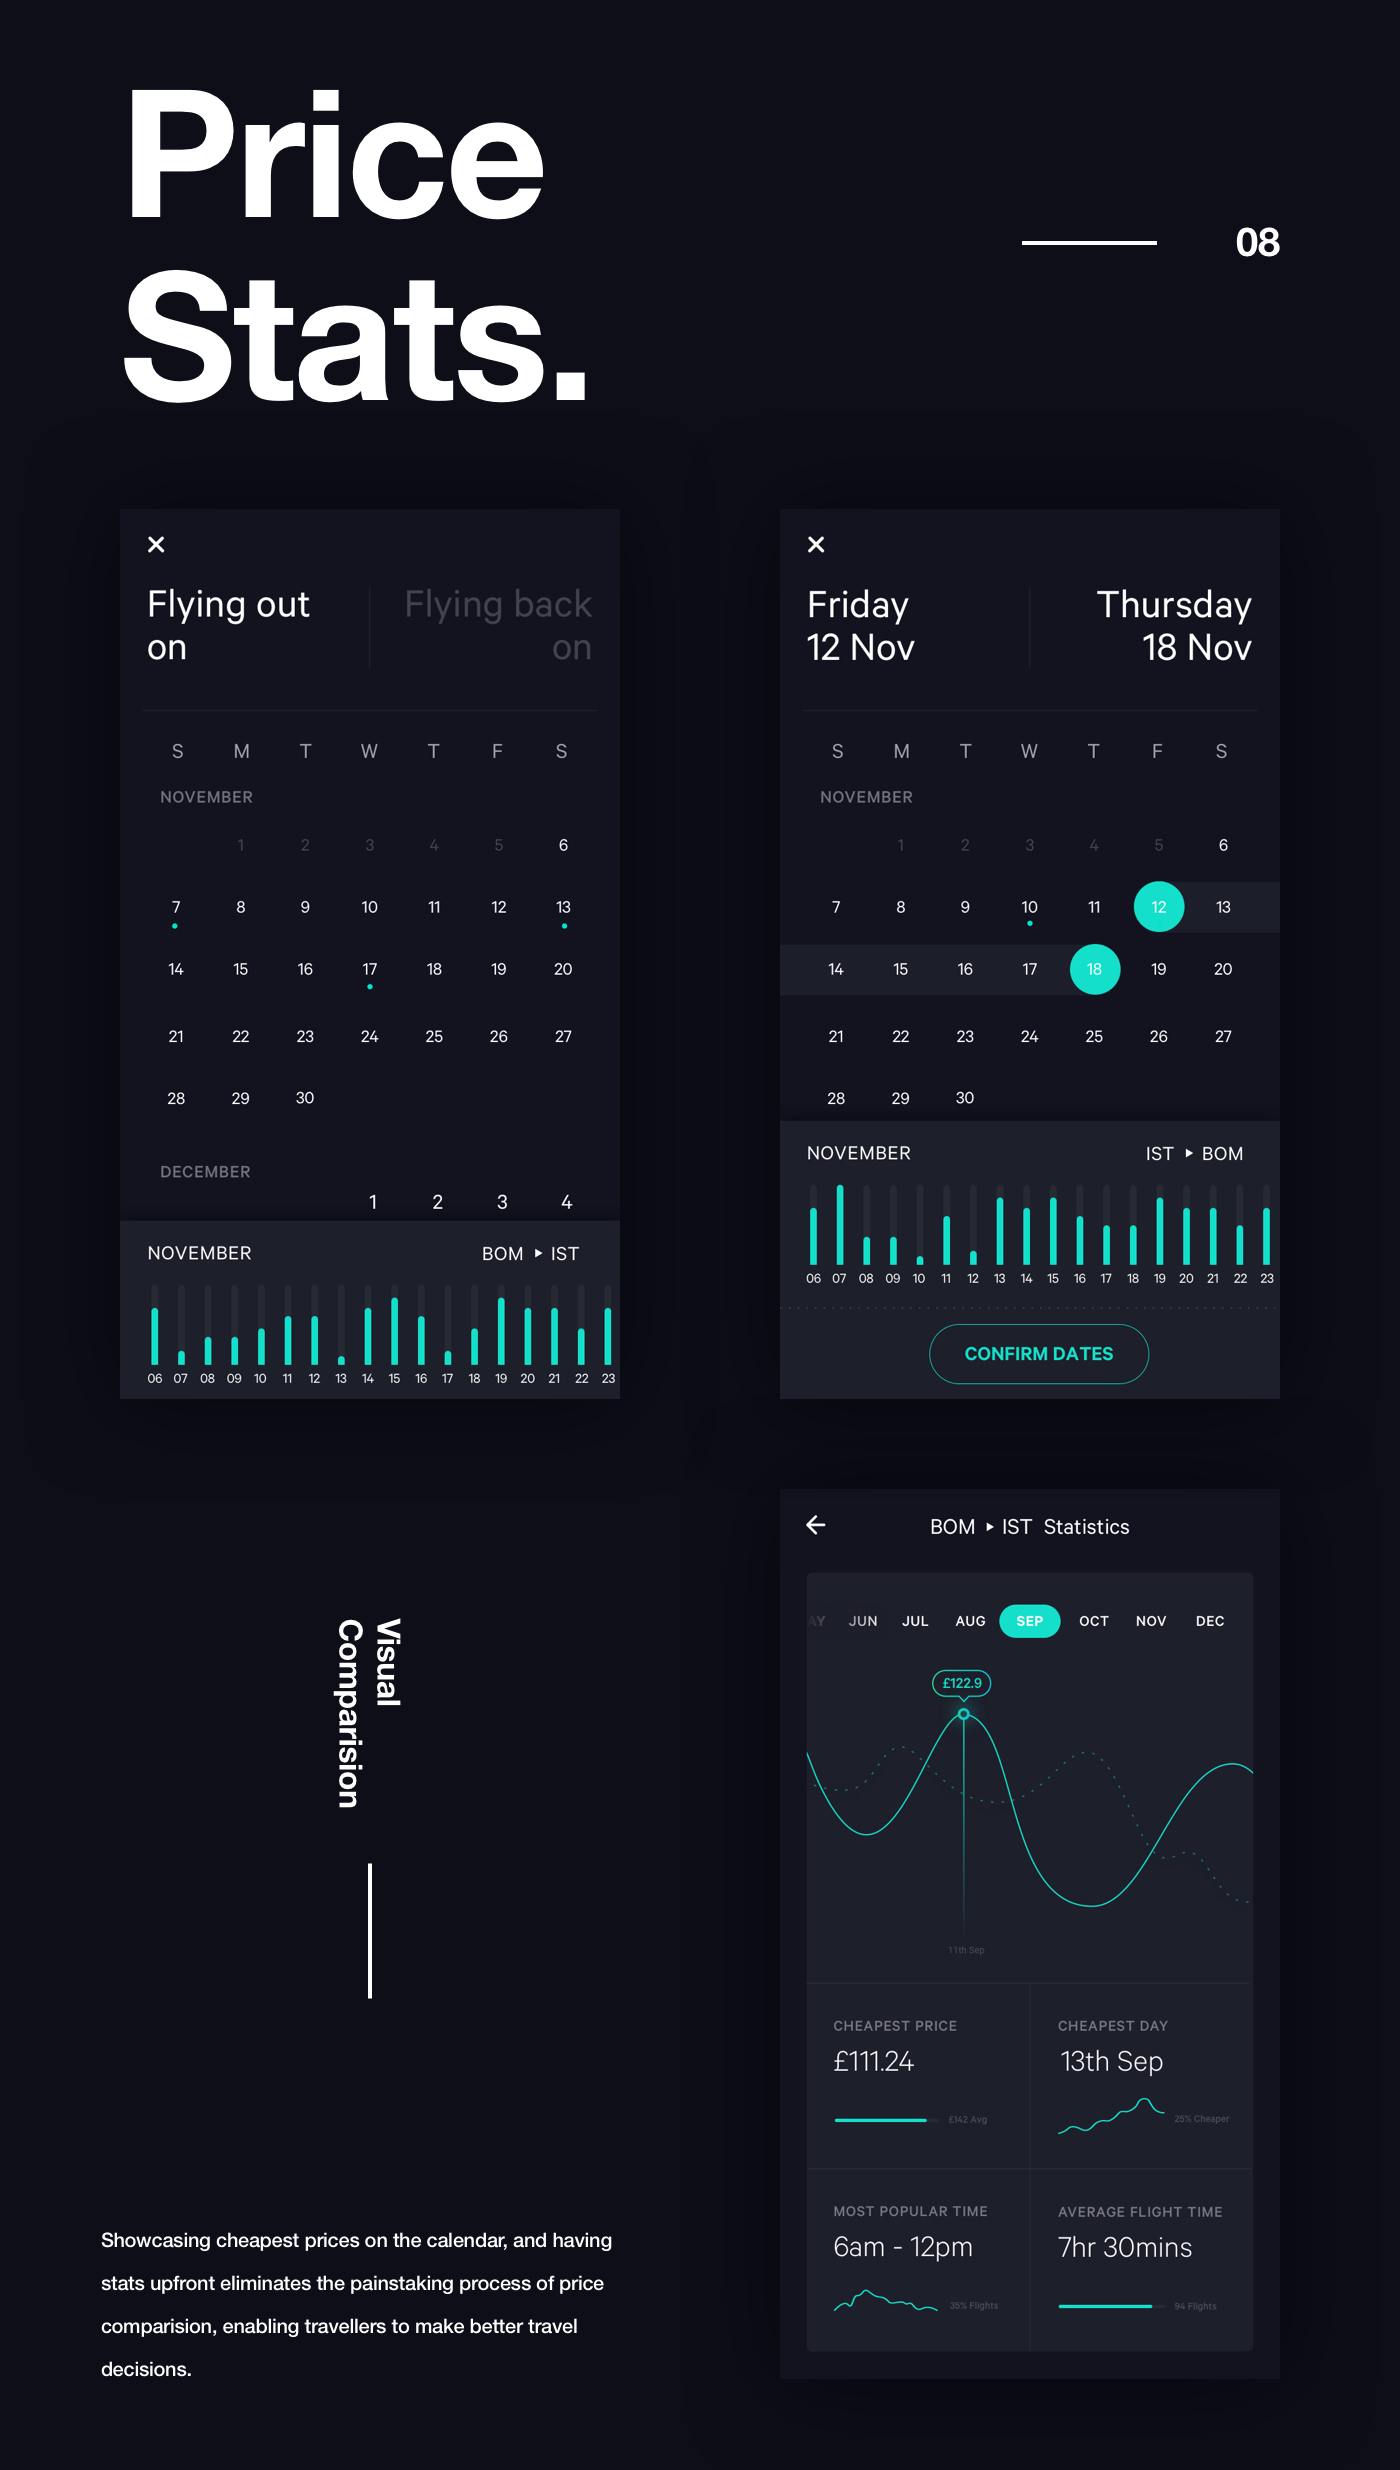 Price
Stats.
08
Flying out
on
Flying back
on
S M T W T F S
NOVEMBER
1 2 3 4 5 6
7 8 9 10 11 12 13
14 15 16 17 18 19 20
21 22 23 24 25 26 27
28 29 30
DECEMBER
1 2 3 4
NOVEMBER BOM ▸ IST
06 07 08 09 10 11 12 13 14 15 16 17 18 19 20 21 22 23
Friday
12 Nov
Thursday
18 Nov
S M T W T F S
NOVEMBER
1 2 3 4 5 6
7 8 9 10 11 12 13
14 15 16 17 18 19 20
21 22 23 24 25 26 27
28 29 30
NOVEMBER IST ▸ BOM
06 07 08 09 10 11 12 13 14 15 16 17 18 19 20 21 22 23
CONFIRM DATES
Visual
Comparision
Showcasing cheapest prices on the calendar, and having
stats upfront eliminates the painstaking process of price
comparision, enabling travellers to make better travel
decisions.
BOM ▸ IST Statistics
AY JUN JUL AUG SEP OCT NOV DEC
£122.9
11th Sep
CHEAPEST PRICE
£111.24
£142 Avg
CHEAPEST DAY
13th Sep
25% Cheaper
MOST POPULAR TIME
6am - 12pm
35% Flights
AVERAGE FLIGHT TIME
7hr 30mins
94 Flights